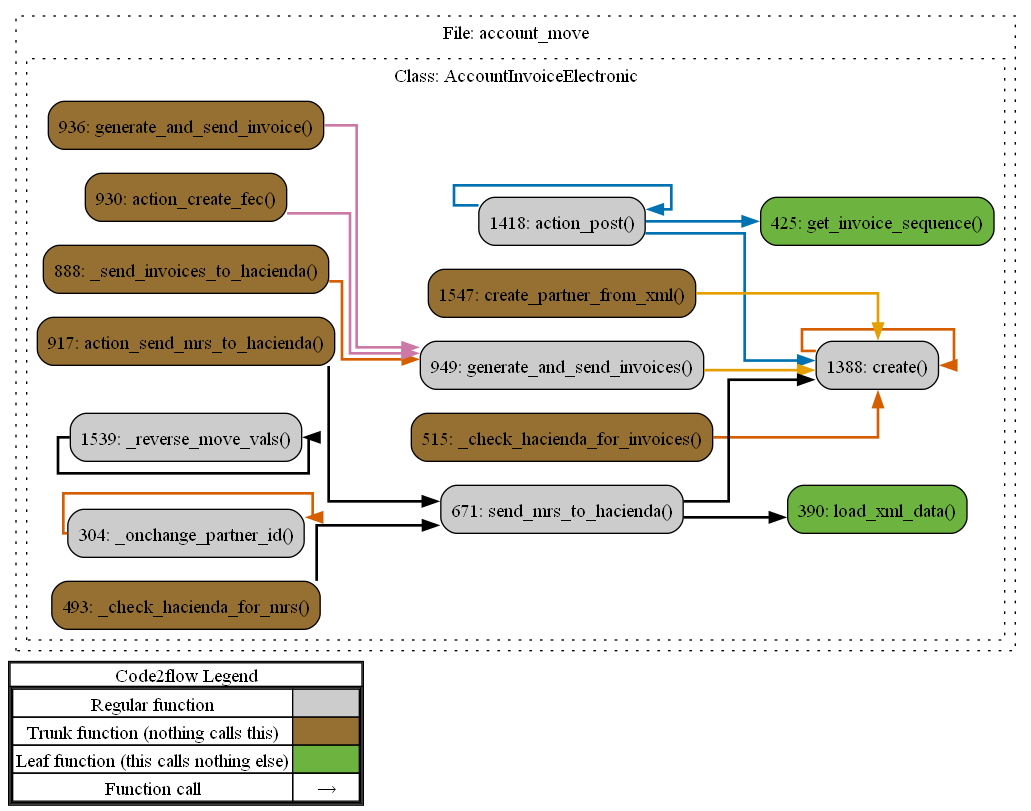 File: account_move
Class: AccountInvoiceElectronic
936: generate_and_send_invoice()
930: action_create_fec()
1418: action_post()
425: get_invoice_sequence()
888: _send_invoices_to_hacienda()
1547: create_partner_from_xml()
917: action_send_mrs_to_hacienda()
949: generate_and_send_invoices()
1388: create()
1539: _reverse_move_vals()
515: _check_hacienda_for_invoices()
671: send_mrs_to_hacienda()
390: load_xml_data()
304: _onchange_partner_id()
493: _check_hacienda_for_mrs()
Code2flow Legend
Regular function
Trunk function (nothing calls this)
Leaf function (this calls nothing else)
Function call